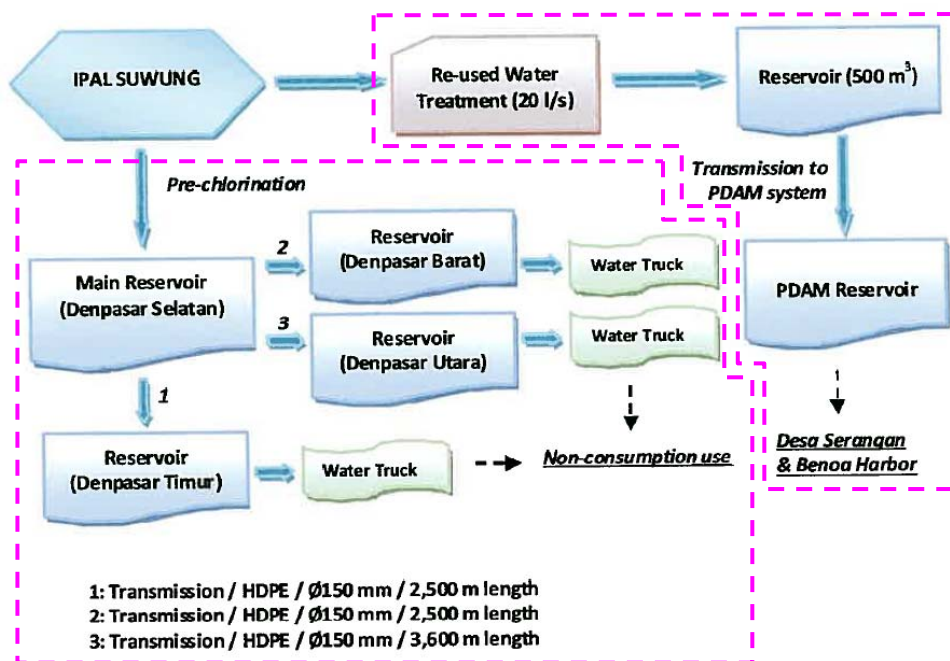 IPAL SUWUNG
Re-used Water
Treatment (20 l/s)
Reservoir (500 m³)
Pre-chlorination
Transmission to
PDAM system
Main Reservoir
(Denpasar Selatan)
2
Reservoir
(Denpasar Barat)
Water Truck
3
Reservoir
(Denpasar Utara)
Water Truck
PDAM Reservoir
1
Reservoir
(Denpasar Timur)
Water Truck
Non-consumption use
Desa Serangan
& Benoa Harbor
1: Transmission / HDPE / Ø150 mm / 2,500 m length
2: Transmission / HDPE / Ø150 mm / 2,500 m length
3: Transmission / HDPE / Ø150 mm / 3,600 m length